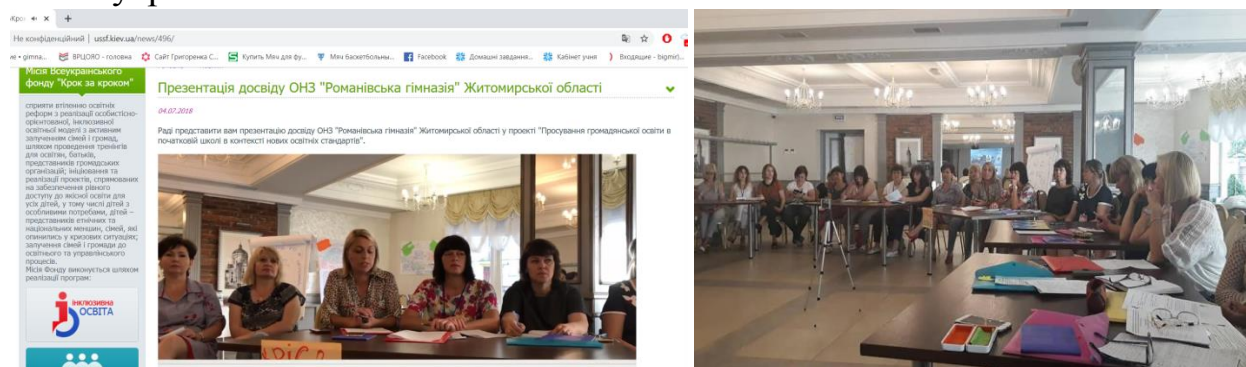 Не конфіденційний | ussf.kiev.ua/news/496/
ВРЦОЯО - головна
Сайт Григоренка С...
Купить Мяч для фу...
Мяч баскетбольны...
Facebook
Домашні завдання...
Кабінет учня
Входящие - bigmir)...
Місія Всеукраїнського
фонду "Крок за кроком"
сприяти втіленню освітніх
реформ з реалізації особистісно-
орієнтованої, інклюзивної
освітньої моделі з активним
залученням сімей і громад,
шляхом проведення тренінгів
для освітян, батьків,
представників громадських
організацій; ініціювання та
реалізації проектів, спрямованих
на забезпечення рівного
доступу до якісної освіти для
усіх дітей, у тому числі дітей з
особливими потребами, дітей –
представників етнічних та
національних меншин, сімей, які
опинились у кризових ситуаціях;
залучення сімей і громади до
освітнього та управлінського
процесів.
Місія Фонду виконується шляхом
реалізації програм:
ІНКЛЮЗИВНА
ОСВІТА
Презентація досвіду ОНЗ "Романівська гімназія" Житомирської області
04.07.2018
Раді представити вам презентацію досвіду ОНЗ "Романівська гімназія" Житомирської області у проекті "Просування громадянської освіти в
початковій школі в контексті нових освітніх стандартів".